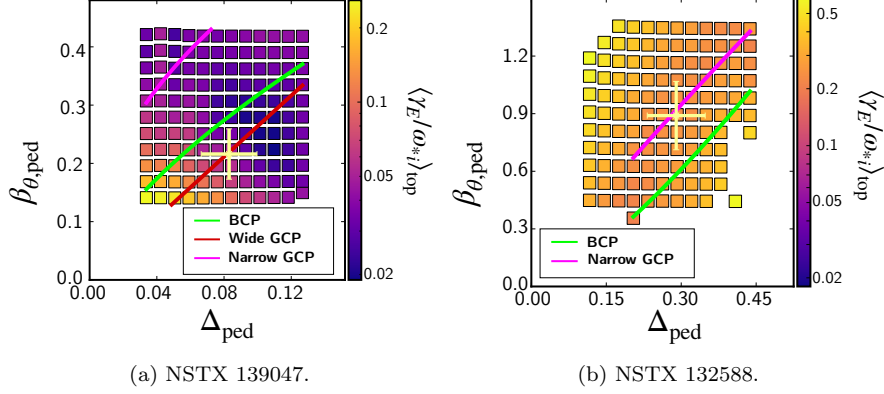 0.4
0.3
0.2
0.1
0.0
β_θ,ped
0.00
0.04
0.08
0.12
Δ_ped
BCP
Wide GCP
Narrow GCP
0.2
0.1
0.05
0.02
⟨γ_E/ω_*i⟩_top
(a) NSTX 139047.
1.2
0.9
0.6
0.3
0.0
β_θ,ped
0.00
0.15
0.30
0.45
Δ_ped
BCP
Narrow GCP
0.5
0.2
0.1
0.05
0.02
⟨γ_E/ω_*i⟩_top
(b) NSTX 132588.